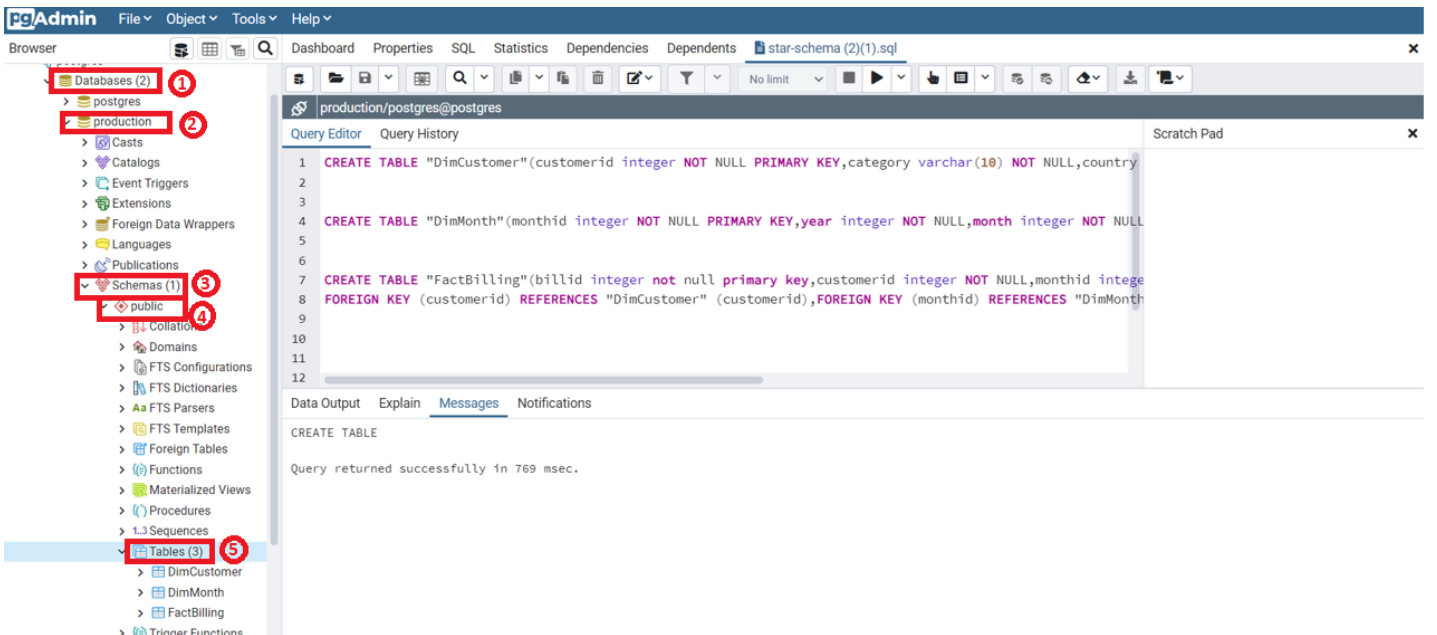 pgAdmin File Object Tools Help
Browser
Dashboard Properties SQL Statistics Dependencies Dependents star-schema (2)(1).sql
Databases (2) 1
postgres
production 2
Casts
Catalogs
Event Triggers
Extensions
Foreign Data Wrappers
Languages
Publications
Schemas (1) 3
public 4
Collations
Domains
FTS Configurations
FTS Dictionaries
Aa FTS Parsers
FTS Templates
Foreign Tables
Functions
Materialized Views
Procedures
1..3 Sequences
Tables (3) 5
DimCustomer
DimMonth
FactBilling
Trigger Functions
No limit
production/postgres@postgres
Query Editor Query History
Scratch Pad
1 CREATE TABLE "DimCustomer"(customerid integer NOT NULL PRIMARY KEY,category varchar(10) NOT NULL,country
2
3
4 CREATE TABLE "DimMonth"(monthid integer NOT NULL PRIMARY KEY,year integer NOT NULL,month integer NOT NULL
5
6
7 CREATE TABLE "FactBilling"(billid integer not null primary key,customerid integer NOT NULL,monthid intege
8 FOREIGN KEY (customerid) REFERENCES "DimCustomer" (customerid),FOREIGN KEY (monthid) REFERENCES "DimMonth
9
10
11
12
Data Output Explain Messages Notifications
CREATE TABLE
Query returned successfully in 769 msec.